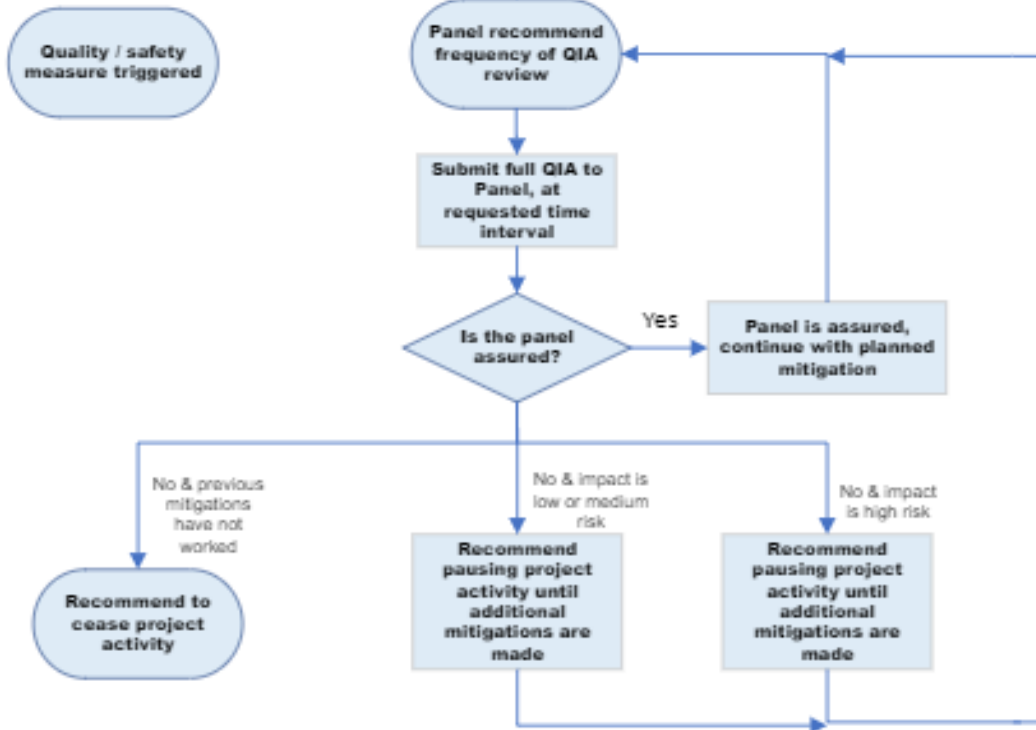 Quality / safety
measure triggered
Panel recommend
frequency of QIA
review
Submit full QIA to
Panel, at
requested time
interval
Is the panel
assured?
Yes
Panel is assured,
continue with planned
mitigation
No & previous
mitigations
have not
worked
No & impact is
low or medium
risk
No & impact
is high risk
Recommend to
cease project
activity
Recommend
pausing project
activity until
additional
mitigations are
made
Recommend
pausing project
activity until
additional
mitigations are
made